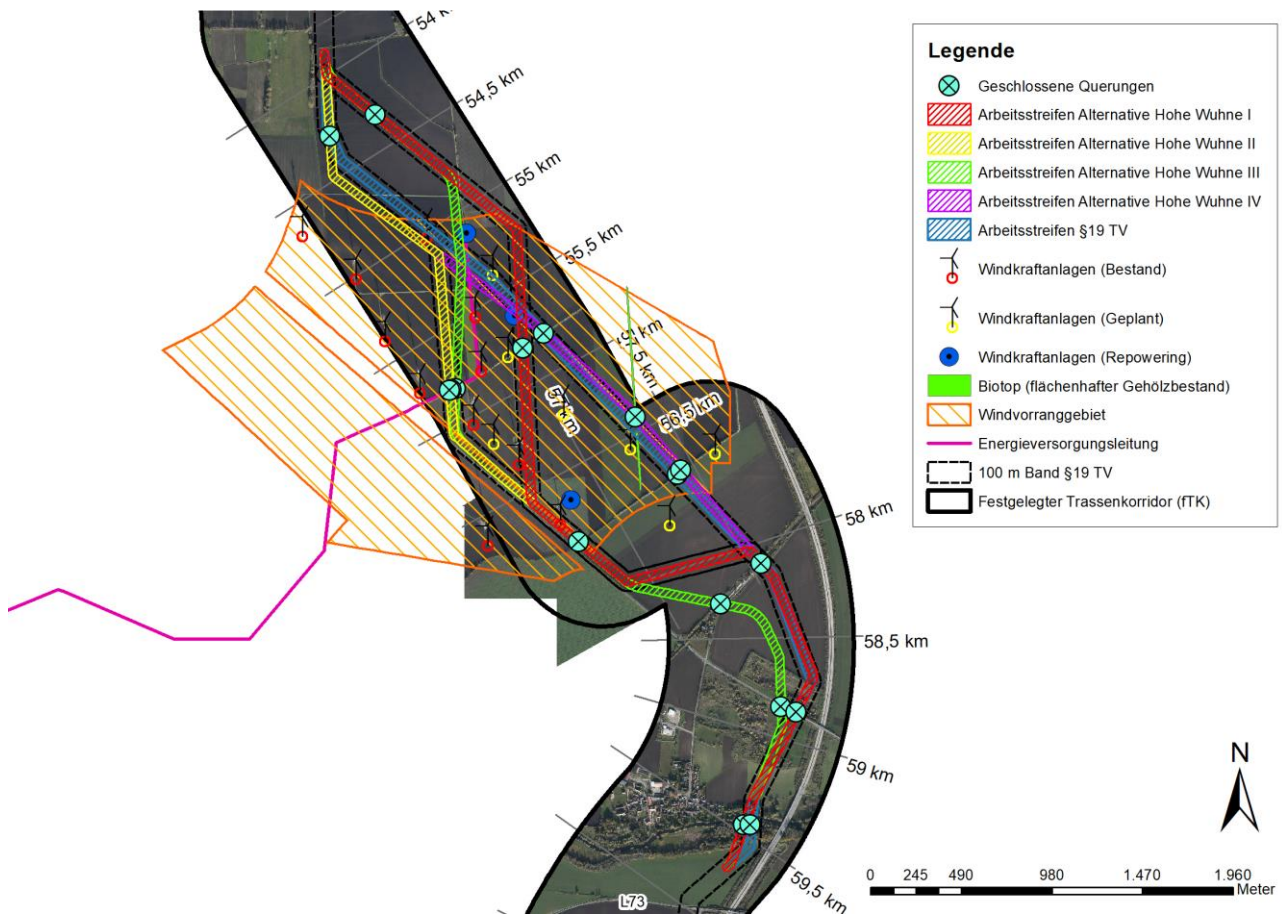 54 km
54,5 km
55 km
55,5 km
57,5 km
57 km
56,5 km
58 km
58,5 km
59 km
59,5 km
L73
Legende
Geschlossene Querungen
Arbeitsstreifen Alternative Hohe Wuhne I
Arbeitsstreifen Alternative Hohe Wuhne II
Arbeitsstreifen Alternative Hohe Wuhne III
Arbeitsstreifen Alternative Hohe Wuhne IV
Arbeitsstreifen §19 TV
Windkraftanlagen (Bestand)
Windkraftanlagen (Geplant)
Windkraftanlagen (Repowering)
Biotop (flächenhafter Gehölzbestand)
Windvorranggebiet
Energieversorgungsleitung
100 m Band §19 TV
Festgelegter Trassenkorridor (fTK)
N
0 245 490 980 1.470 1.960
Meter